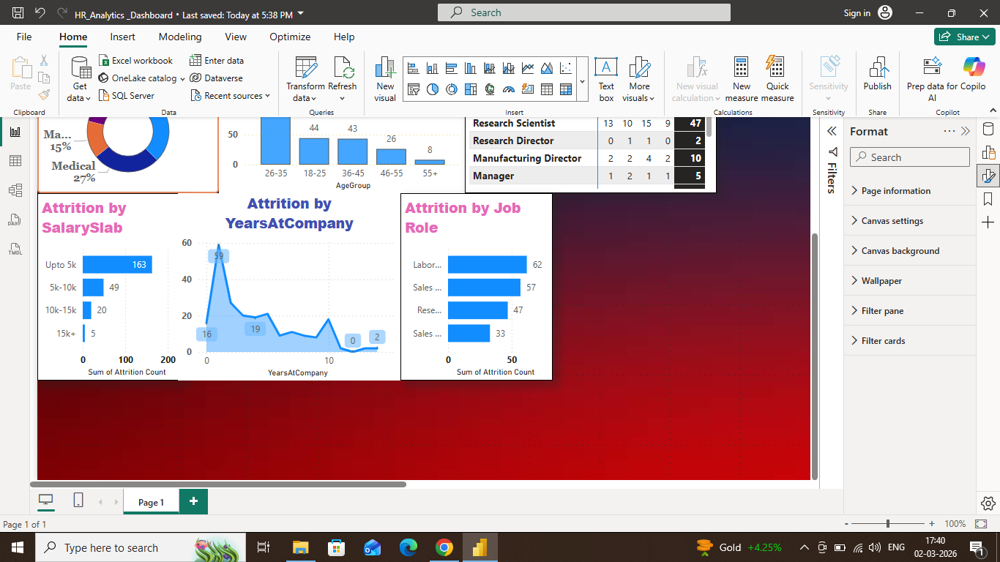 HR_Analytics _Dashboard • Last saved: Today at 5:38 PM
Search
Sign in
File
Home
Insert
Modeling
View
Optimize
Help
Share
Paste
Clipboard
Get data
Excel workbook
OneLake catalog
SQL Server
Enter data
Dataverse
Recent sources
Data
Transform data
Refresh
Queries
New visual
Text box
More visuals
Insert
New visual calculation
New measure
Quick measure
Calculations
Sensitivity
Sensitivity
Publish
Share
Prep data for AI
Copilo
Copilot
DAX
TMDL
Ma...
15%
Medical
27%
50
0
44
43
26
8
26-35
18-25
36-45
46-55
55+
AgeGroup
Research Scientist 13 10 15 9 47
Research Director 0 1 1 0 2
Manufacturing Director 2 2 4 2 10
Manager 1 2 1 1 5
Attrition by
SalarySlab
Upto 5k 163
5k-10k 49
10k-15k 20
15k+ 5
0 100 200
Sum of Attrition Count
Attrition by
YearsAtCompany
60
40
20
0
59
16
19
0
2
0 10
YearsAtCompany
Attrition by Job
Role
Labor... 62
Sales ... 57
Rese... 47
Sales ... 33
0 50
Sum of Attrition Count
Filters
Format
Search
Page information
Canvas settings
Canvas background
Wallpaper
Filter pane
Filter cards
Page 1
Page 1 of 1
- + 100%
Type here to search
Gold +4.25%
ENG
17:40
02-03-2026
1